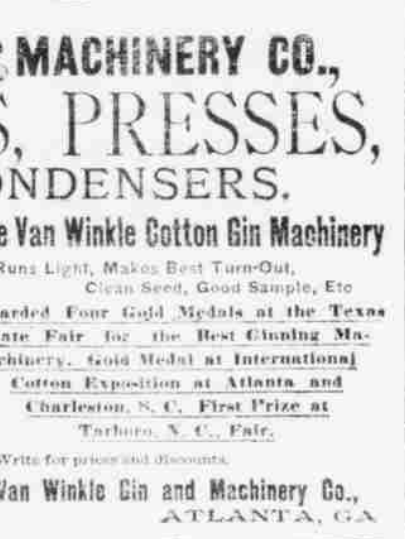 MACHINERY CO.,
S, PRESSES,
ONDENSERS.
e Van Winkle Cotton Gin Machinery
Runs Light, Makes Best Turn-Out,
Clean Seed, Good Sample, Etc
arded Four Gold Medals at the Texas
ate Fair for the Best Ginning Ma-
chinery. Gold Medal at International
Cotton Exposition at Atlanta and
Charleston, S. C. First Prize at
Tarboro, N. C., Fair.
Write for prices and discounts.
Van Winkle Gin and Machinery Co.,
ATLANTA, GA